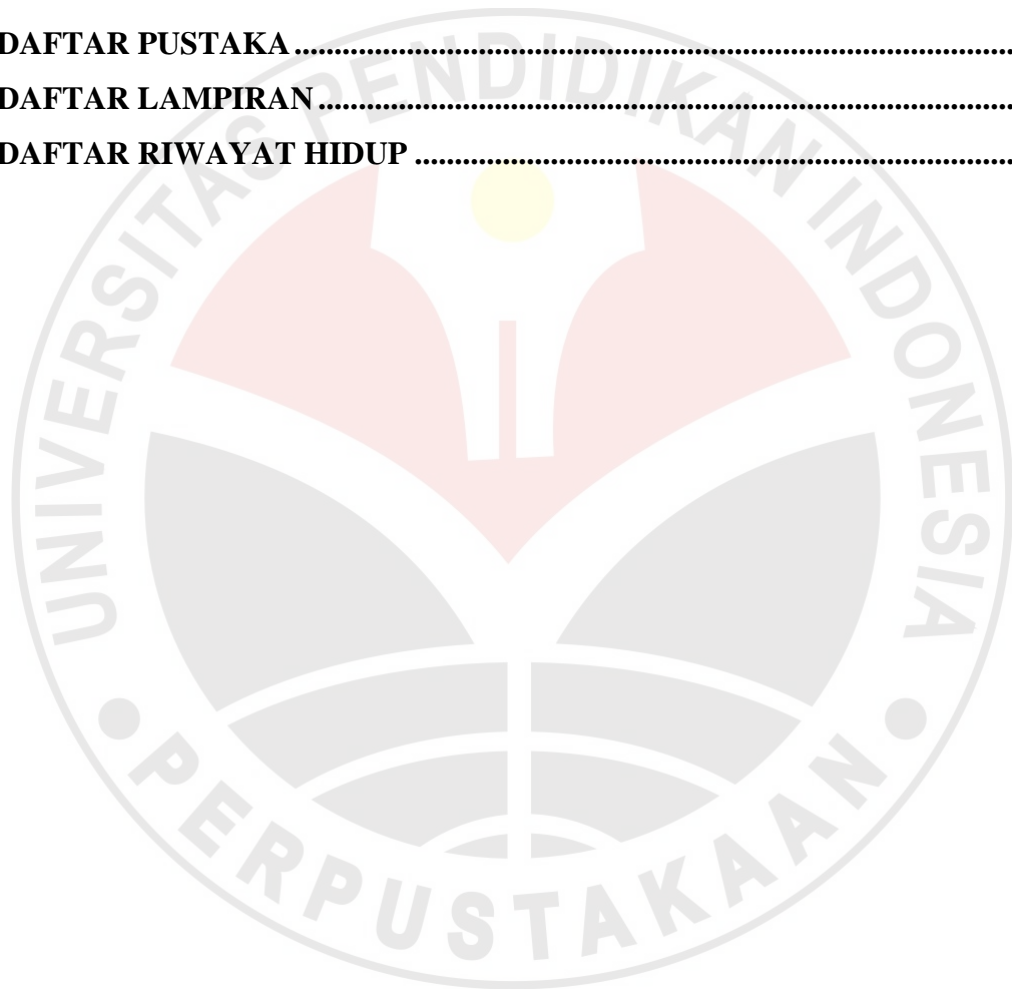 DAFTAR PUSTAKA ....................................................................................
DAFTAR LAMPIRAN .................................................................................
DAFTAR RIWAYAT HIDUP ......................................................................
UNIVERSITAS PENDIDIKAN INDONESIA
PERPUSTAKAAN